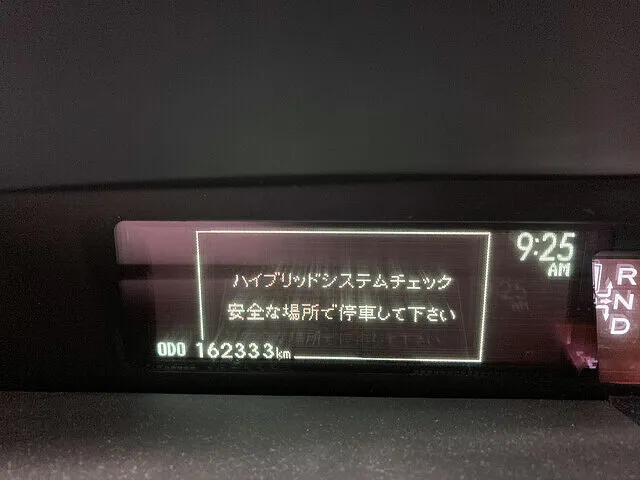 9:25
AM
ハイブリッドシステムチェック
安全な場所で停車して下さい
ODO 162333km
R
N
D